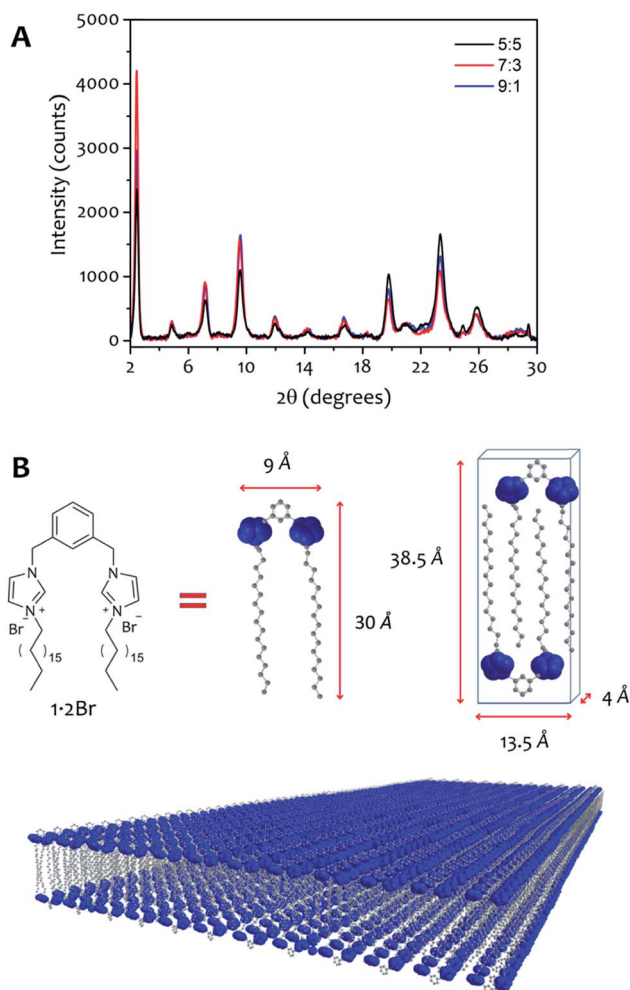 A
5000
4000
3000
2000
1000
0
Intensity (counts)
5:5
7:3
9:1
2 6 10 14 18 22 26 30
2θ (degrees)
B
9 Å
38.5 Å
30 Å
N N
N + + N
Br − − Br
( )15 ( )15
1·2Br
=
4 Å
13.5 Å